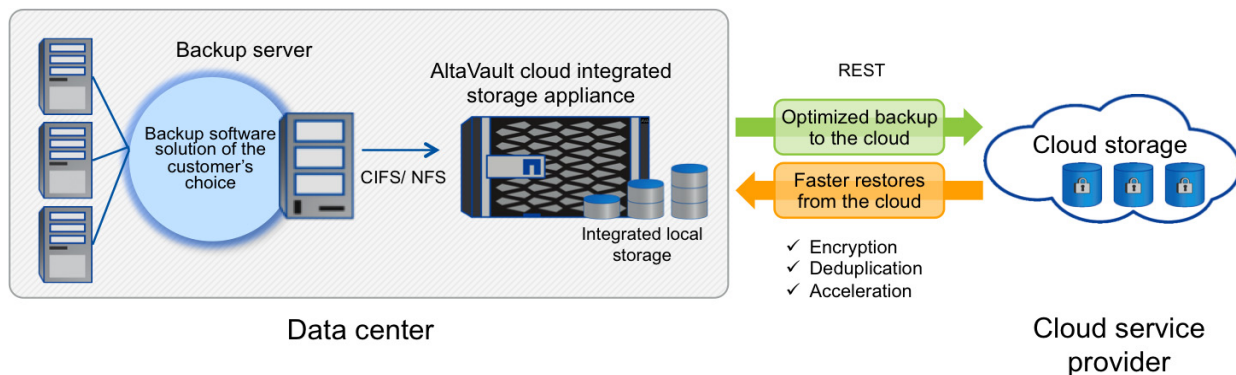 Backup server
Backup software
solution of the
customer's
choice
CIFS/ NFS
AltaVault cloud integrated
storage appliance
Integrated local
storage
Data center
REST
Optimized backup
to the cloud
Faster restores
from the cloud
✓ Encryption
✓ Deduplication
✓ Acceleration
Cloud storage
Cloud service
provider